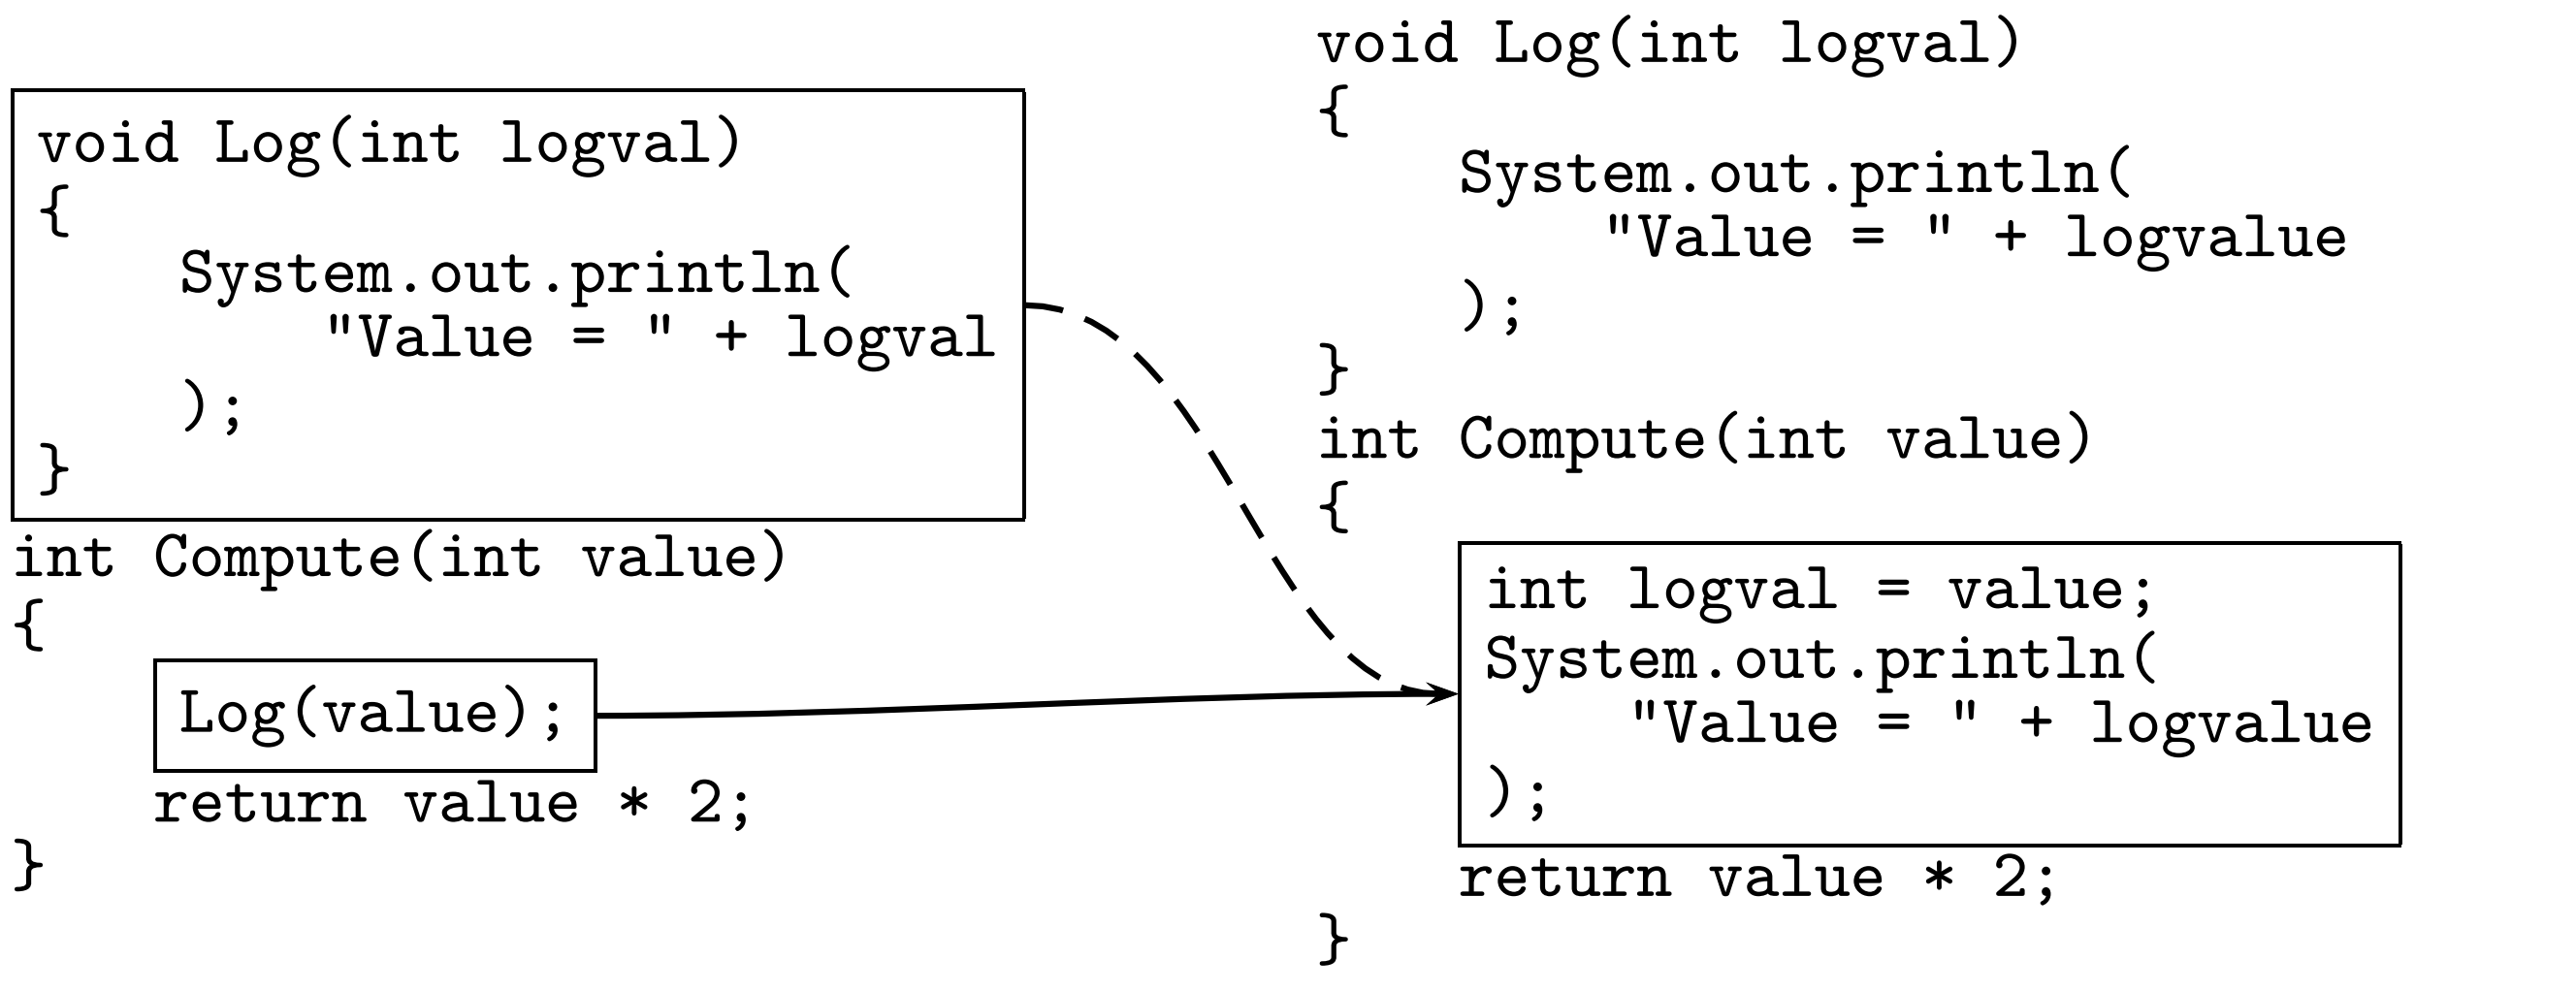 void Log(int logval)
{
    System.out.println(
        "Value = " + logval
    );
}
int Compute(int value)
{
    Log(value);
    return value * 2;
}
void Log(int logval)
{
    System.out.println(
        "Value = " + logvalue
    );
}
int Compute(int value)
{
    int logval = value;
    System.out.println(
        "Value = " + logvalue
    );
    return value * 2;
}